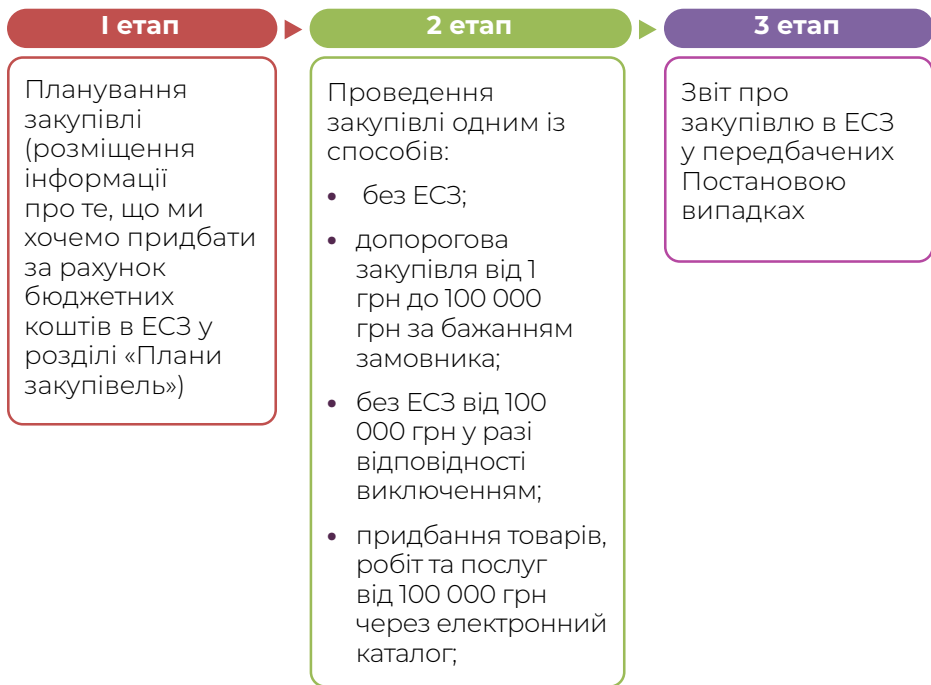 І етап
Планування
закупівлі
(розміщення
інформації
про те, що ми
хочемо придбати
за рахунок
бюджетних
коштів в ЕСЗ у
розділі «Плани
закупівель»)
2 етап
Проведення
закупівлі одним із
способів:
• без ЕСЗ;
• допорогова
закупівля від 1
грн до 100 000
грн за бажанням
замовника;
• без ЕСЗ від 100
000 грн у разі
відповідності
виключенням;
• придбання товарів,
робіт та послуг
від 100 000 грн
через електронний
каталог;
3 етап
Звіт про
закупівлю в ЕСЗ
у передбачених
Постановою
випадках